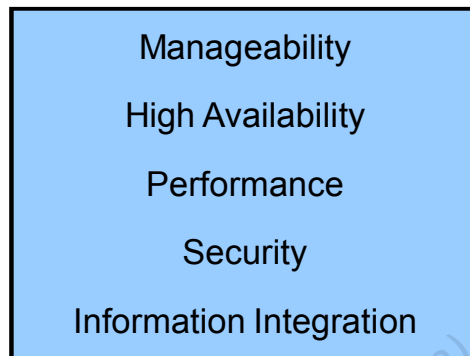 Manageability
High Availability
Performance
Security
Information Integration